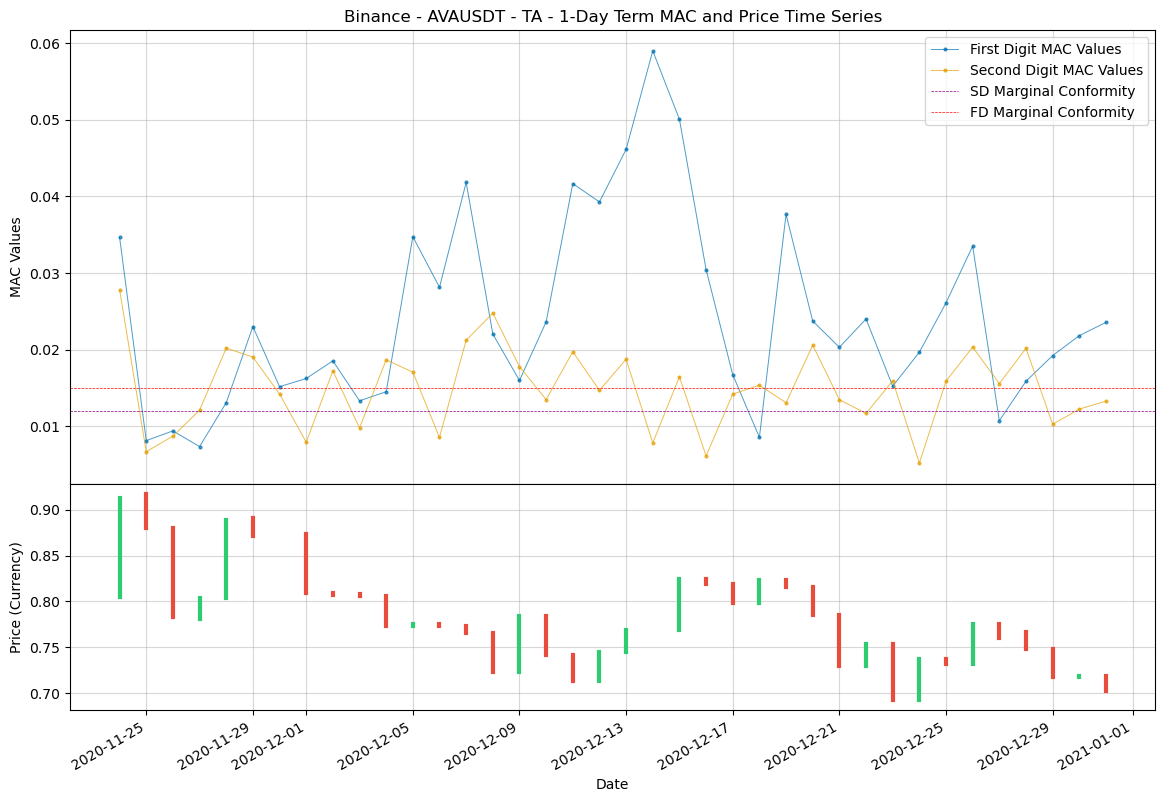 Binance - AVAUSDT - TA - 1-Day Term MAC and Price Time Series
First Digit MAC Values
Second Digit MAC Values
SD Marginal Conformity
FD Marginal Conformity
MAC Values
0.06
0.05
0.04
0.03
0.02
0.01
Price (Currency)
0.90
0.85
0.80
0.75
0.70
2020-11-25
2020-11-29
2020-12-01
2020-12-05
2020-12-09
2020-12-13
2020-12-17
2020-12-21
2020-12-25
2020-12-29
2021-01-01
Date